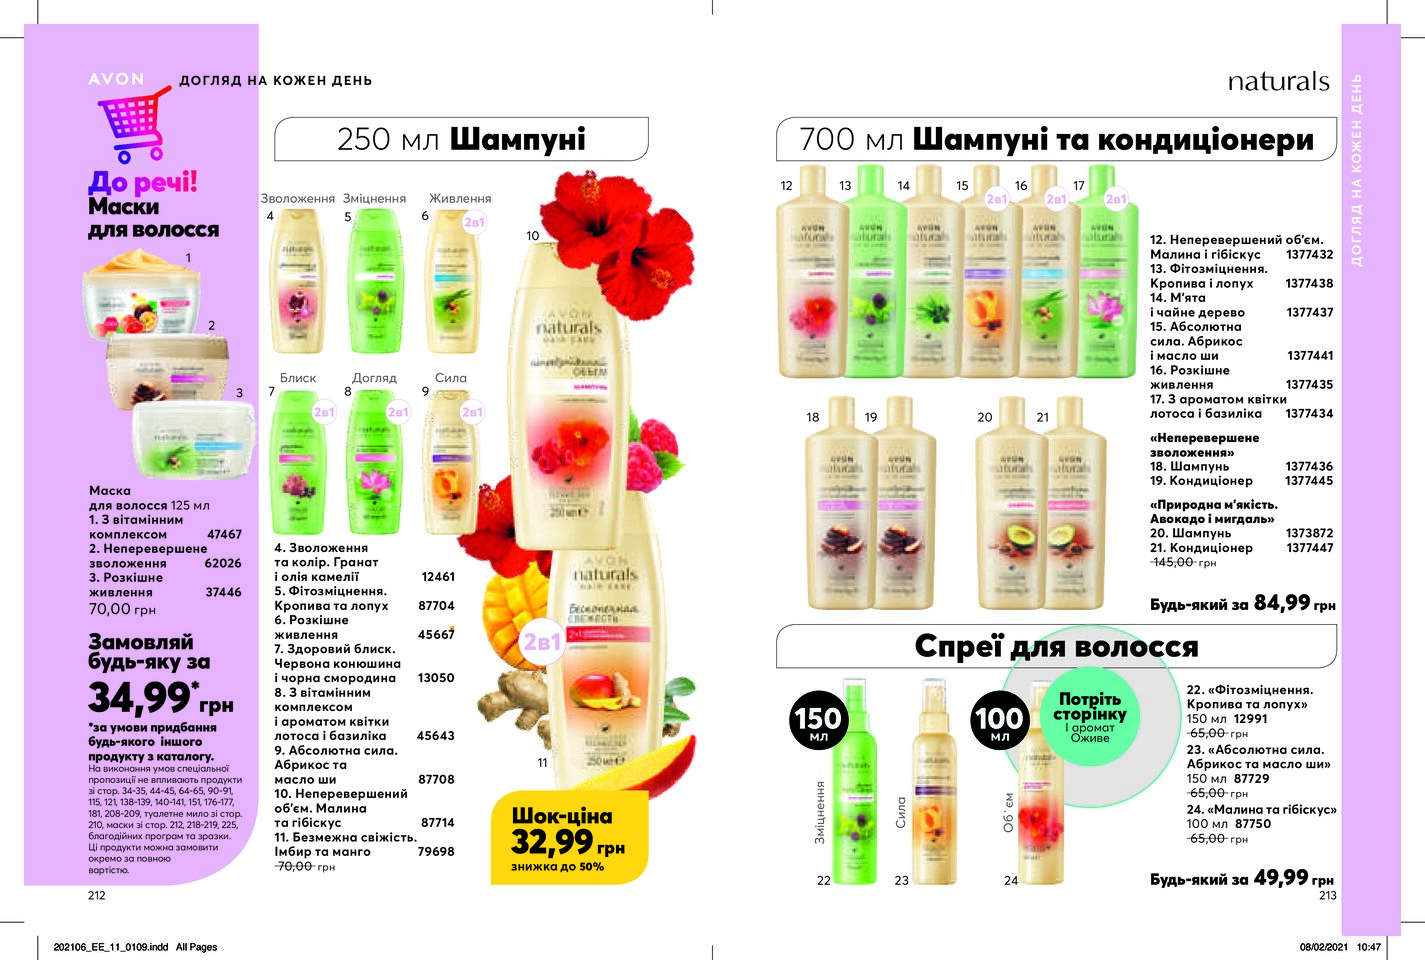 AVON
ДОГЛЯД НА КОЖЕН ДЕНЬ
До речі!
Маски
для волосся
1
2
3
Маска
для волосся 125 мл
1. З вітамінним
комплексом 47467
2. Неперевершене
зволоження 62026
3. Розкішне
живлення 37446
70,00 грн
Замовляй
будь-яку за
34,99* грн
*за умови придбання
будь-якого іншого
продукту з каталогу.
На виконання умов спеціальної
пропозиції не впливають продукти
зі стор. 34-35, 44-45, 64-65, 90-91,
115, 121, 138-139, 140-141, 151, 176-177,
181, 208-209, туалетне мило зі стор.
210, маски зі стор. 212, 218-219, 225,
благодійних програм та зразки.
Ці продукти можна замовити
окремо за повною
вартістю.
212
250 мл Шампуні
Зволоження Зміцнення Живлення
4
5
6
2в1
Блиск Догляд Сила
7
8
9
2в1
2в1
2в1
10
AVON
naturals
HAIR CARE
ОБЪЕМ
ШАМПУНЬ
250 мл
AVON
naturals
HAIR CARE
Бесконечная
СВЕЖЕСТЬ
2в1
250 мл
11
4. Зволоження
та колір. Гранат
і олія камелії 12461
5. Фітозміцнення.
Кропива та лопух 87704
6. Розкішне
живлення 45667
7. Здоровий блиск.
Червона конюшина
і чорна смородина 13050
8. З вітамінним
комплексом
і ароматом квітки
лотоса і базиліка 45643
9. Абсолютна сила.
Абрикос та
масло ши 87708
10. Неперевершений
об’єм. Малина
та гібіскус 87714
11. Безмежна свіжість.
Імбир та манго 79698
70,00 грн
Шок-ціна
32,99 грн
знижка до 50%
naturals
ДОГЛЯД НА КОЖЕН ДЕНЬ
700 мл Шампуні та кондиціонери
12
13
14
15
16
17
2в1
2в1
2в1
18
19
20
21
12. Неперевершений об’єм.
Малина і гібіскус 1377432
13. Фітозміцнення.
Кропива і лопух 1377438
14. М’ята
і чайне дерево 1377437
15. Абсолютна
сила. Абрикос
і масло ши 1377441
16. Розкішне
живлення 1377435
17. З ароматом квітки
лотоса і базиліка 1377434
«Неперевершене
зволоження»
18. Шампунь 1377436
19. Кондиціонер 1377445
«Природна м’якість.
Авокадо і мигдаль»
20. Шампунь 1373872
21. Кондиціонер 1377447
145,00 грн
Будь-який за 84,99 грн
Спреї для волосся
150
мл
100
мл
Потріть
сторінку
І аромат
Оживе
Зміцнення
Сила
Об`єм
22
23
24
22. «Фітозміцнення.
Кропива та лопух»
150 мл 12991
65,00 грн
23. «Абсолютна сила.
Абрикос та масло ши»
150 мл 87729
65,00 грн
24. «Малина та гібіскус»
100 мл 87750
65,00 грн
Будь-який за 49,99 грн
213
202106_EE_11_0109.indd All Pages
08/02/2021 10:47